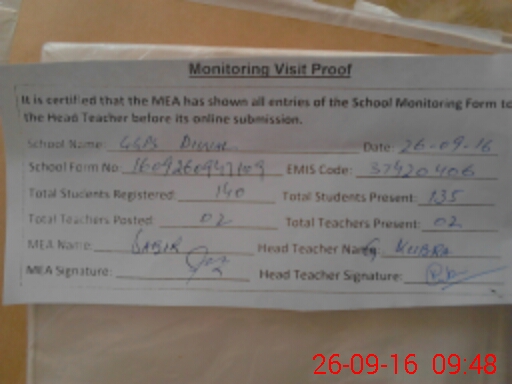 Monitoring Visit Proof
It is certified that the MEA has shown all entries of the School Monitoring Form to
the Head Teacher before its online submission.
School Name: GGPS Date: 26-09-16
School Form No: EMIS Code: 37420406
Total Students Registered: 140 Total Students Present: 135
Total Teachers Posted: 02 Total Teachers Present: 02
MEA Name: SABIR Head Teacher Name: KUBRA
MEA Signature: Head Teacher Signature:
26-09-16 09:48